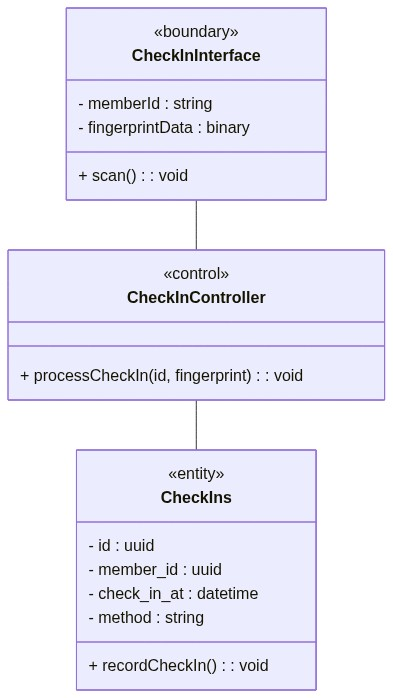 «boundary»
CheckInInterface
- memberId : string
- fingerprintData : binary
+ scan() : : void
«control»
CheckInController
+ processCheckIn(id, fingerprint) : : void
«entity»
CheckIns
- id : uuid
- member_id : uuid
- check_in_at : datetime
- method : string
+ recordCheckIn() : : void